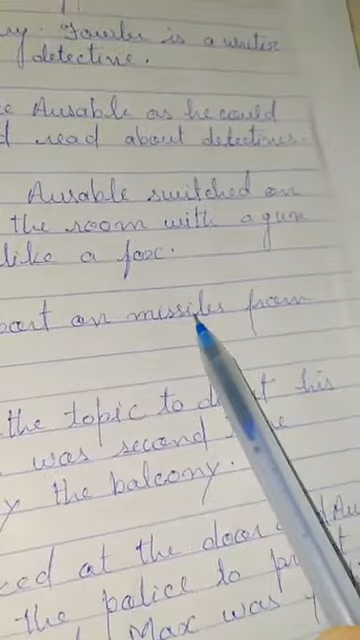 Fowler is a writer
detective.
Ausable as he could
read about detectives.
Ausable switched on
the room with a gun
like a fox.
on missiles from
the topic to his
was second
the balcony.
at the door
the police to
Max was